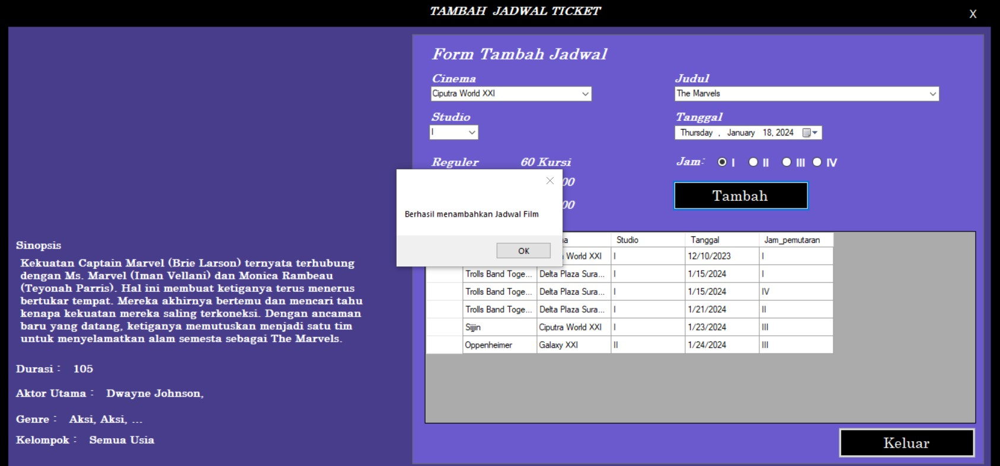 TAMBAH JADWAL TICKET
X
Form Tambah Jadwal
Cinema
Judul
Ciputra World XXI
The Marvels
Studio
Tanggal
I
Thursday , January 18, 2024
Reguler 60 Kursi
Jam: I II III IV
00
00
Tambah
Berhasil menambahkan Jadwal Film
OK
Sinopsis
Kekuatan Captain Marvel (Brie Larson) ternyata terhubung
dengan Ms. Marvel (Iman Vellani) dan Monica Rambeau
(Teyonah Parris). Hal ini membuat ketiganya terus menerus
bertukar tempat. Mereka akhirnya bertemu dan mencari tahu
kenapa kekuatan mereka saling terkoneksi. Dengan ancaman
baru yang datang, ketiganya memutuskan menjadi satu tim
untuk menyelamatkan alam semesta sebagai The Marvels.
Durasi : 105
Aktor Utama : Dwayne Johnson,
Genre : Aksi, Aksi, ...
Kelompok : Semua Usia
Studio Tanggal Jam_pemutaran
World XXI I 12/10/2023 I
Trolls Band Toge... Delta Plaza Sura... I 1/15/2024 I
Trolls Band Toge... Delta Plaza Sura... I 1/15/2024 IV
Trolls Band Toge... Delta Plaza Sura... I 1/21/2024 II
Sijjin Ciputra World XXI I 1/23/2024 III
Oppenheimer Galaxy XXI II 1/24/2024 III
Keluar